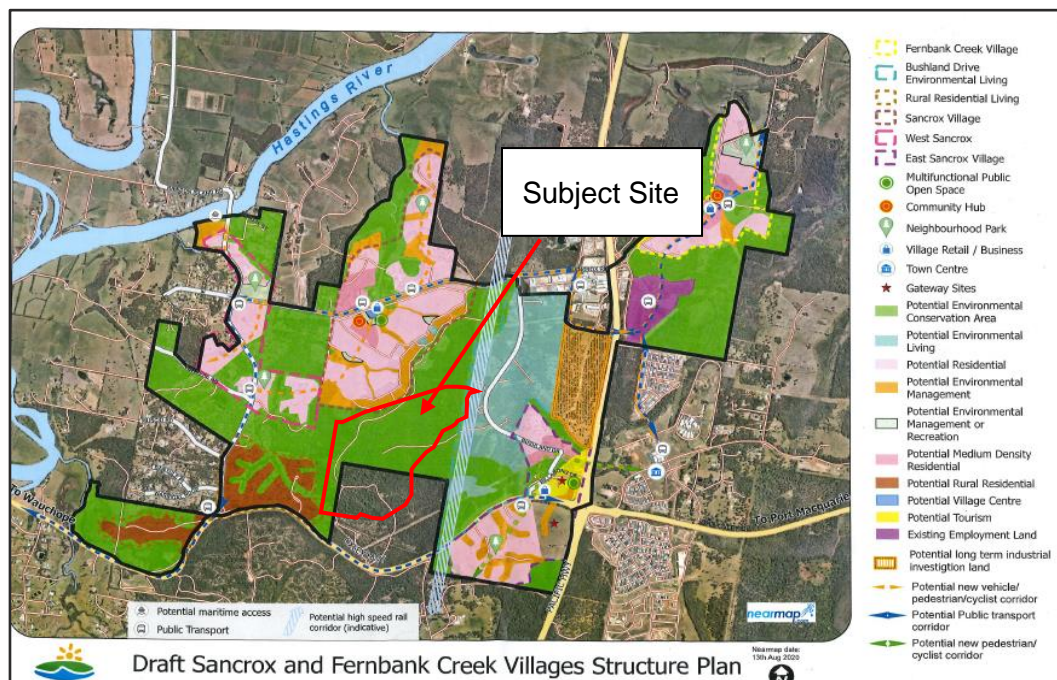 Hastings River
Subject Site
To Wauchope
To Port Macquarie
Potential maritime access
Public Transport
Potential high speed rail
corridor (indicative)
nearmap
Draft Sancrox and Fernbank Creek Villages Structure Plan
Nearmap date:
13th Aug 2020
Fernbank Creek Village
Bushland Drive
Environmental Living
Rural Residential Living
Sancrox Village
West Sancrox
East Sancrox Village
Multifunctional Public
Open Space
Community Hub
Neighbourhood Park
Village Retail / Business
Town Centre
Gateway Sites
Potential Environmental
Conservation Area
Potential Environmental
Living
Potential Residential
Potential Environmental
Management
Potential Environmental
Management or
Recreation
Potential Medium Density
Residential
Potential Rural Residential
Potential Village Centre
Potential Tourism
Existing Employment Land
Potential long term industrial
investigtion land
Potential new vehicle/
pedestrian/cyclist corridor
Potential Public transport
corridor
Potential new pedestrian/
cyclist corridor